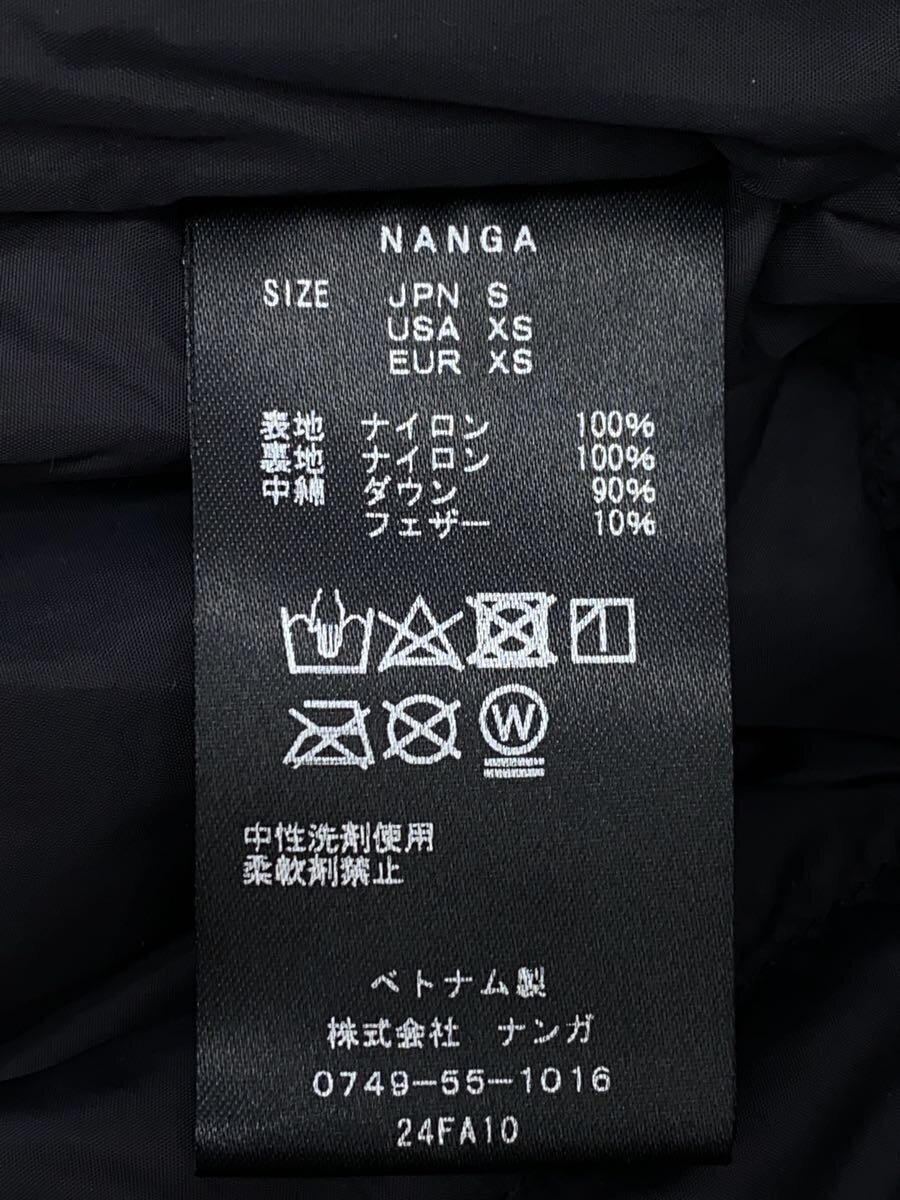 NANGA
SIZE JPN S
USA XS
EUR XS
表地 ナイロン 100%
裏地 ナイロン 100%
中綿 ダウン 90%
フェザー 10%
W
中性洗剤使用
柔軟剤禁止
ベトナム製
株式会社 ナンガ
0749-55-1016
24FA10